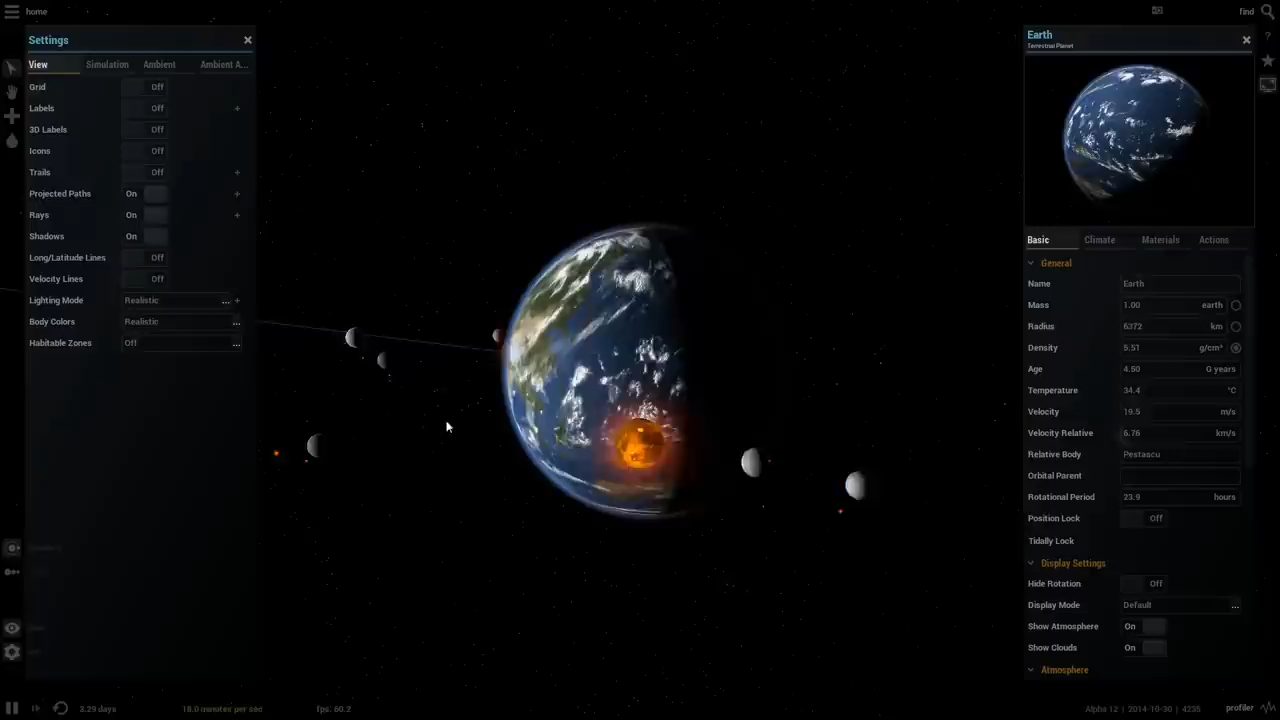 home
find
Settings
View Simulation Ambient Ambient A...
Grid Off
Labels Off +
3D Labels Off
Icons Off
Trails Off +
Projected Paths On +
Rays On +
Shadows On
Long/Latitude Lines Off
Velocity Lines Off
Lighting Mode Realistic ... +
Body Colors Realistic ...
Habitable Zones Off ...
Earth
Terrestrial Planet
Basic Climate Materials Actions
General
Name Earth
Mass 1.00 earth
Radius 6372 km
Density 5.51 g/cm³
Age 4.50 G years
Temperature 34.4 °C
Velocity 19.5 m/s
Velocity Relative 6.76 km/s
Relative Body Pestascu
Orbital Parent
Rotational Period 23.9 hours
Position Lock Off
Tidally Lock
Display Settings
Hide Rotation Off
Display Mode Default ...
Show Atmosphere On
Show Clouds On
Atmosphere
3.29 days 18.0 minutes per sec fps: 60.2 Alpha 12 | 2014-10-30 | 4235 profiler